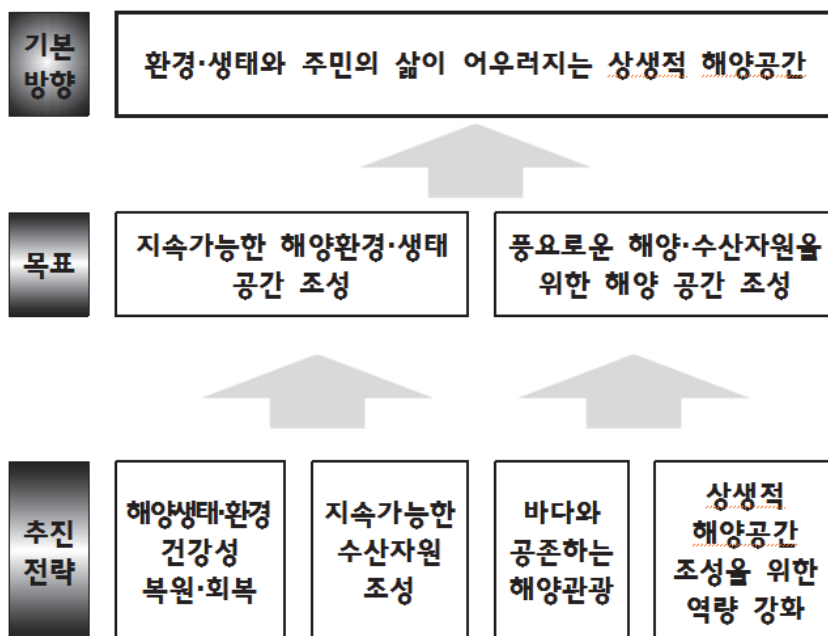 기본
방향
환경·생태와 주민의 삶이 어우러지는 상생적 해양공간
목표
지속가능한 해양환경·생태
공간 조성
풍요로운 해양·수산자원을
위한 해양 공간 조성
추진
전략
해양생태·환경
건강성
복원·회복
지속가능한
수산자원
조성
바다와
공존하는
해양관광
상생적
해양공간
조성을 위한
역량 강화